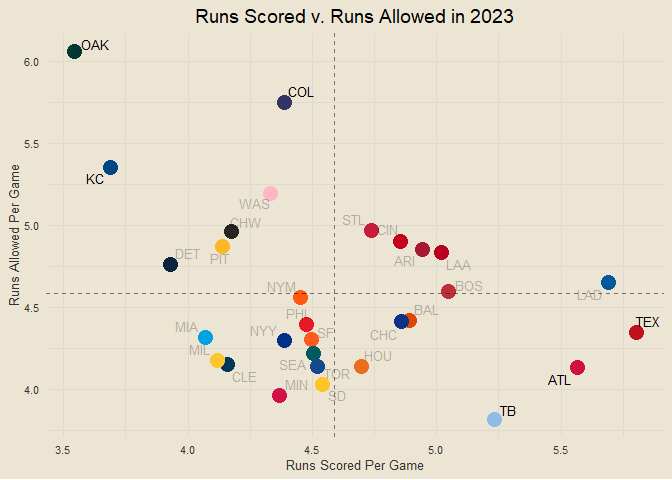 Runs Scored v. Runs Allowed in 2023
Runs Allowed Per Game
6.0
5.5
5.0
4.5
4.0
OAK
COL
KC
WAS
CHW
STL
CIN
DET
PIT
ARI
LAA
NYM
BOS
LAD
PHI
BAL
TEX
MIA
NYY
SF
CHC
MIL
HOU
SEA
TOR
CLE
MIN
ATL
SD
TB
3.5
4.0
4.5
5.0
5.5
Runs Scored Per Game